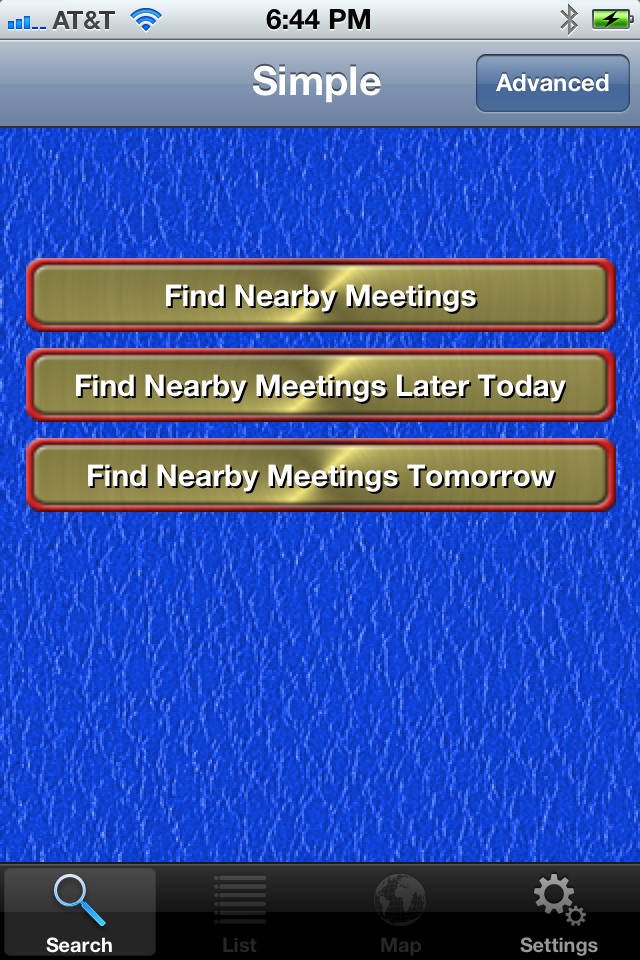 AT&T 6:44 PM
Simple Advanced
Find Nearby Meetings
Find Nearby Meetings Later Today
Find Nearby Meetings Tomorrow
Search List Map Settings